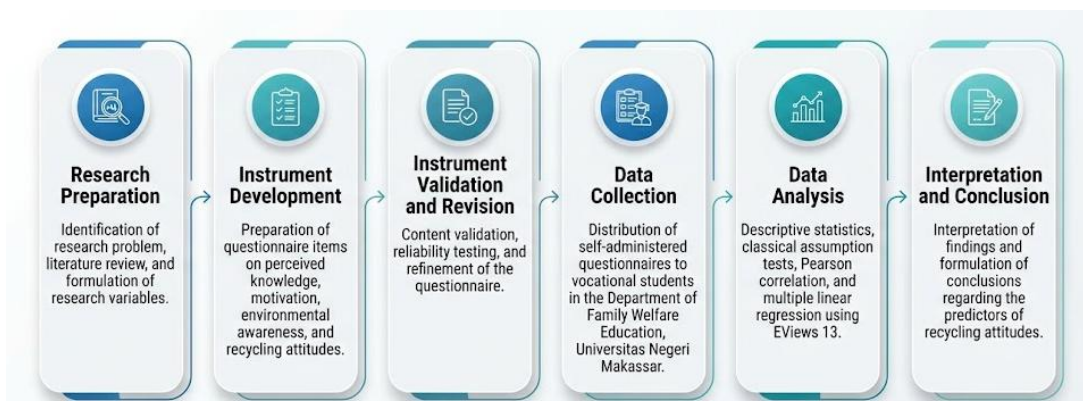 Research
Preparation
Identification of
research problem,
literature review, and
formulation of
research variables.
Instrument
Development
Preparation of
questionnaire items
on perceived
knowledge,
motivation,
environmental
awareness, and
recycling attitudes.
Instrument
Validation
and Revision
Content validation,
reliability testing, and
refinement of the
questionnaire.
Data
Collection
Distribution of
self-administered
questionnaires to
vocational students
in the Department of
Family Welfare
Education,
Universitas Negeri
Makassar.
Data
Analysis
Descriptive statistics,
classical assumption
tests, Pearson
correlation, and
multiple linear
regression using
EViews 13.
Interpretation
and Conclusion
Interpretation of
findings and
formulation of
conclusions
regarding the
predictors of
recycling attitudes.